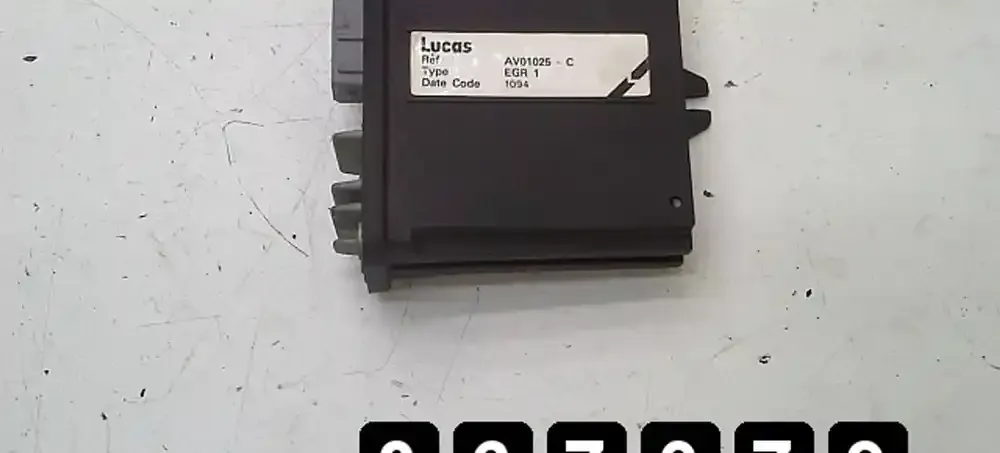 Lucas
Ref AV01025 - C
Type EGR 1
Date Code 1094